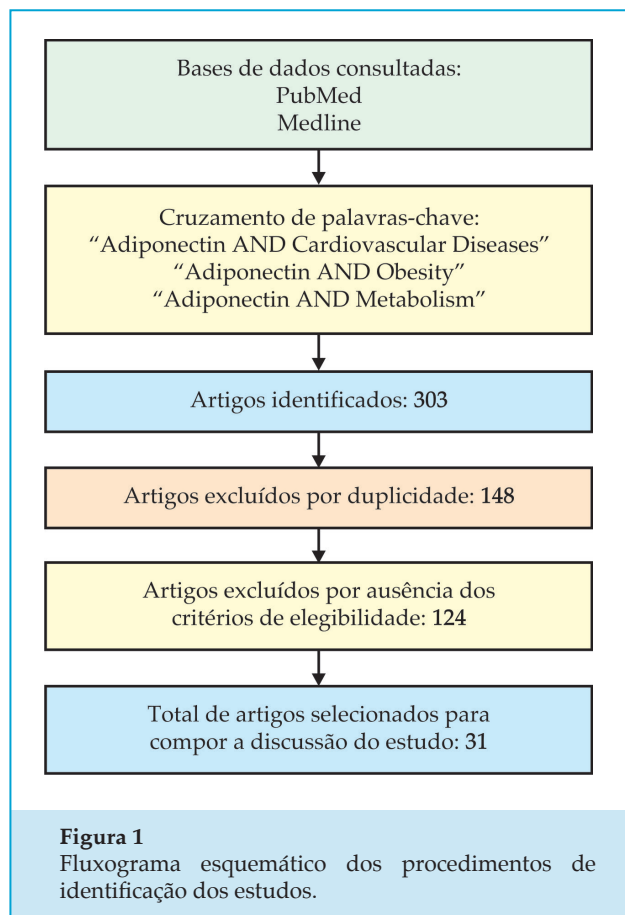 Bases de dados consultadas:
PubMed
Medline
Cruzamento de palavras-chave:
“Adiponectin AND Cardiovascular Diseases”
“Adiponectin AND Obesity”
“Adiponectin AND Metabolism”
Artigos identificados: 303
Artigos excluídos por duplicidade: 148
Artigos excluídos por ausência dos
critérios de elegibilidade: 124
Total de artigos selecionados para
compor a discussão do estudo: 31
Figura 1
Fluxograma esquemático dos procedimentos de
identificação dos estudos.